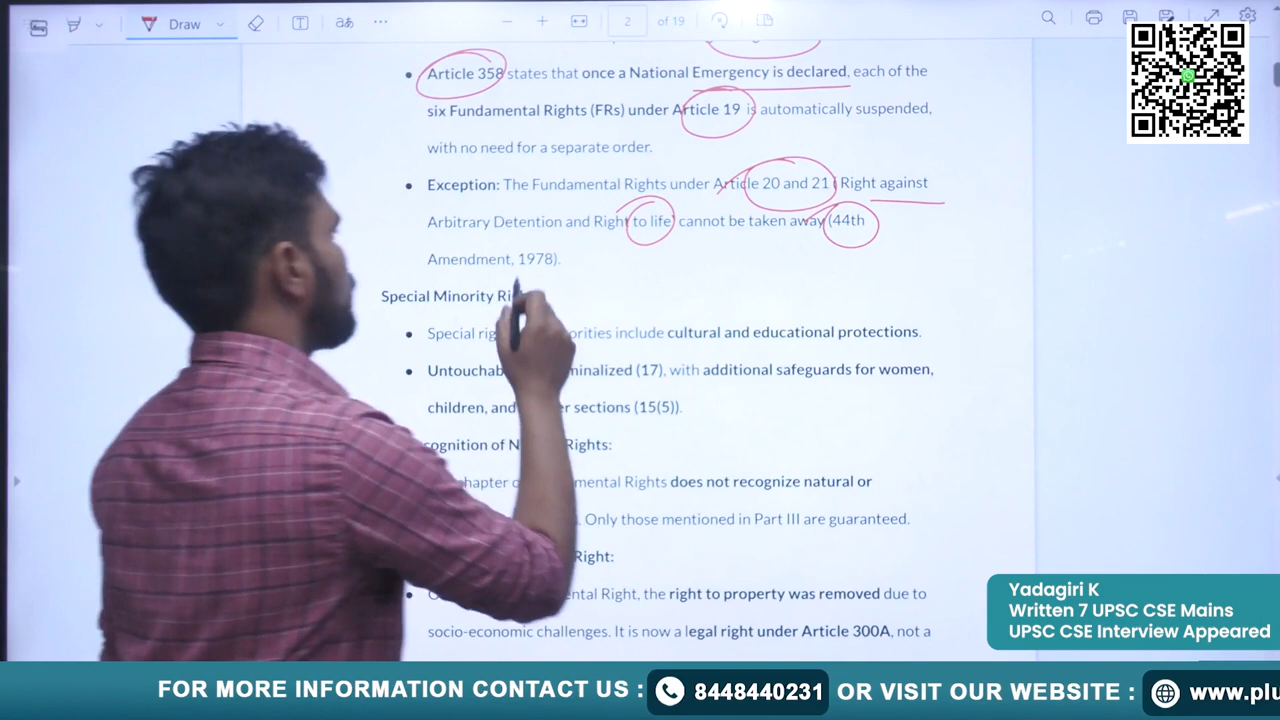 Draw
aあ
2 of 19
Article 358 states that once a National Emergency is declared, each of the
six Fundamental Rights (FRs) under Article 19 is automatically suspended,
with no need for a separate order.
Exception: The Fundamental Rights under Article 20 and 21 Right against
Arbitrary Detention and Right to life cannot be taken away (44th
Amendment, 1978).
Special Minority
Special orities include cultural and educational protections.
minalized (17), with additional safeguards for women,
children, and sections (15(5)).
cognition of Rights:
mental Rights does not recognize natural or
Only those mentioned in Part III are guaranteed.
Right:
ental Right, the right to property was removed due to
socio-economic challenges. It is now a legal right under Article 300A, not a
Yadagiri K
Written 7 UPSC CSE Mains
UPSC CSE Interview Appeared
FOR MORE INFORMATION CONTACT US : 8448440231 OR VISIT OUR WEBSITE : www.plu